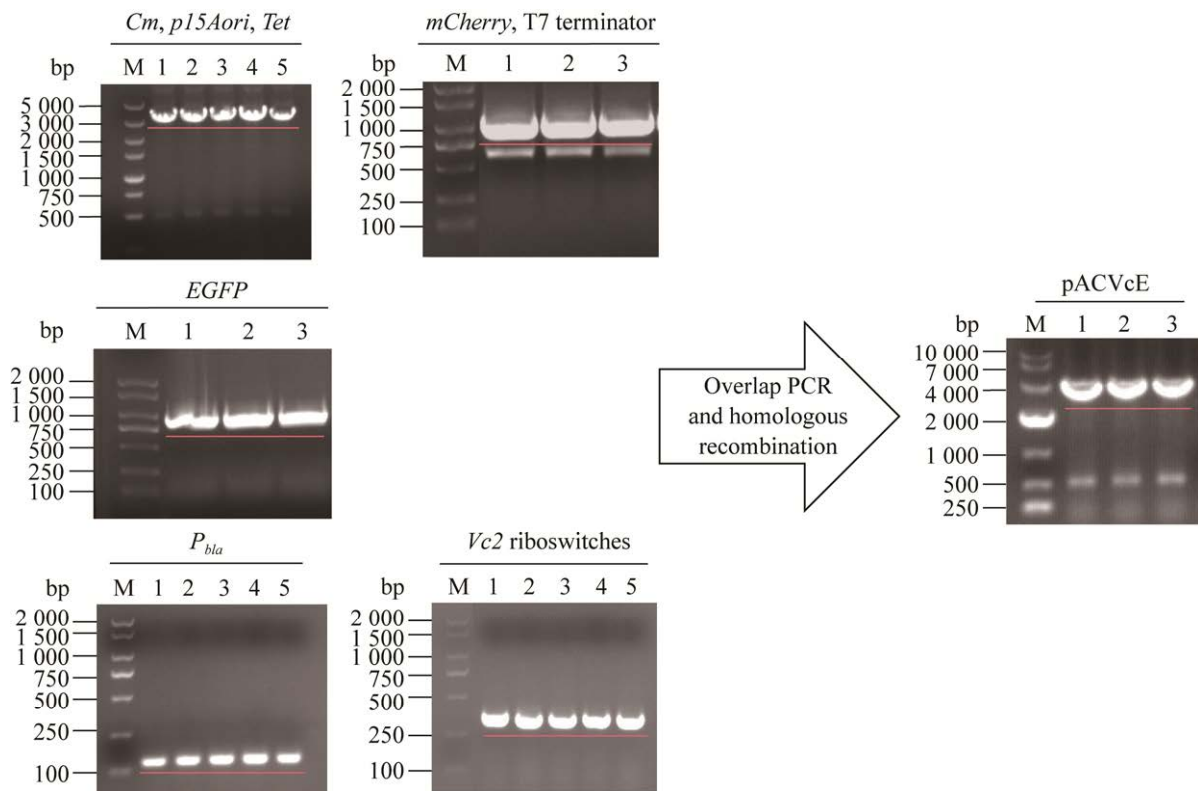 Cm, p15Aori, Tet
bp M 1 2 3 4 5
5 000
3 000
2 000
1 500
1 000
750
500
mCherry, T7 terminator
bp M 1 2 3
2 000
1 500
1 000
750
500
250
100
EGFP
bp M 1 2 3
2 000
1 500
1 000
750
500
250
100
Overlap PCR
and homologous
recombination
pACVcE
bp M 1 2 3
10 000
7 000
4 000
2 000
1 000
500
250
P_bla
bp M 1 2 3 4 5
2 000
1 500
1 000
750
500
250
100
Vc2 riboswitches
bp M 1 2 3 4 5
2 000
1 500
1 000
750
500
250
100